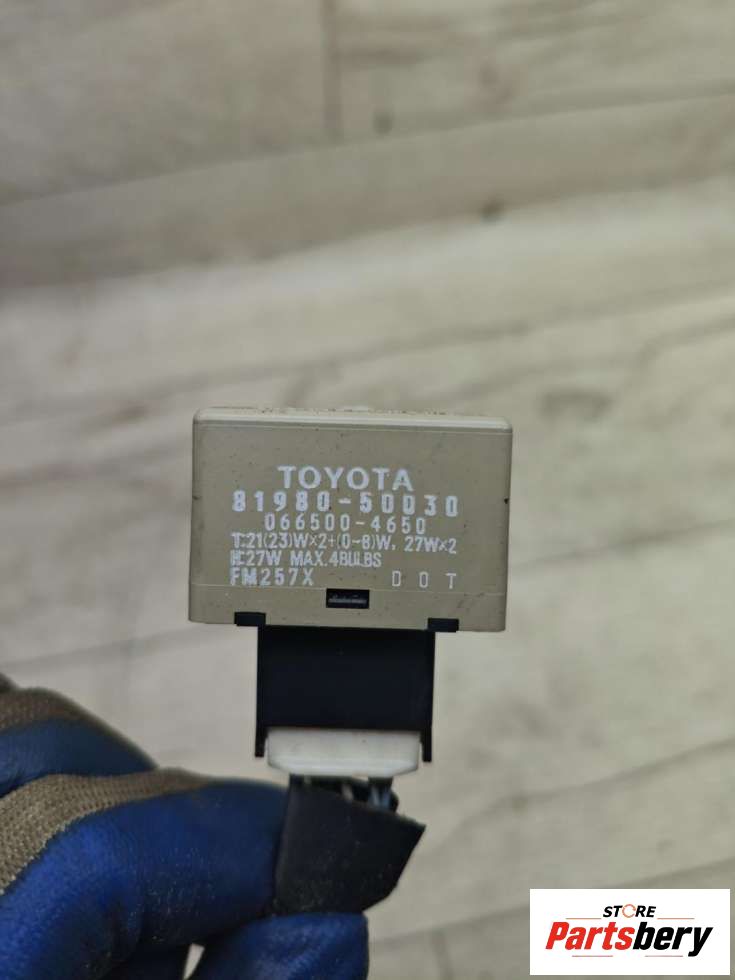 TOYOTA
81980-50030
066500-4650
T:21(23)W×2+(0~8)W, 27W×2
H:27W MAX.4BULBS
FM257X DOT
STORE
Partsbery